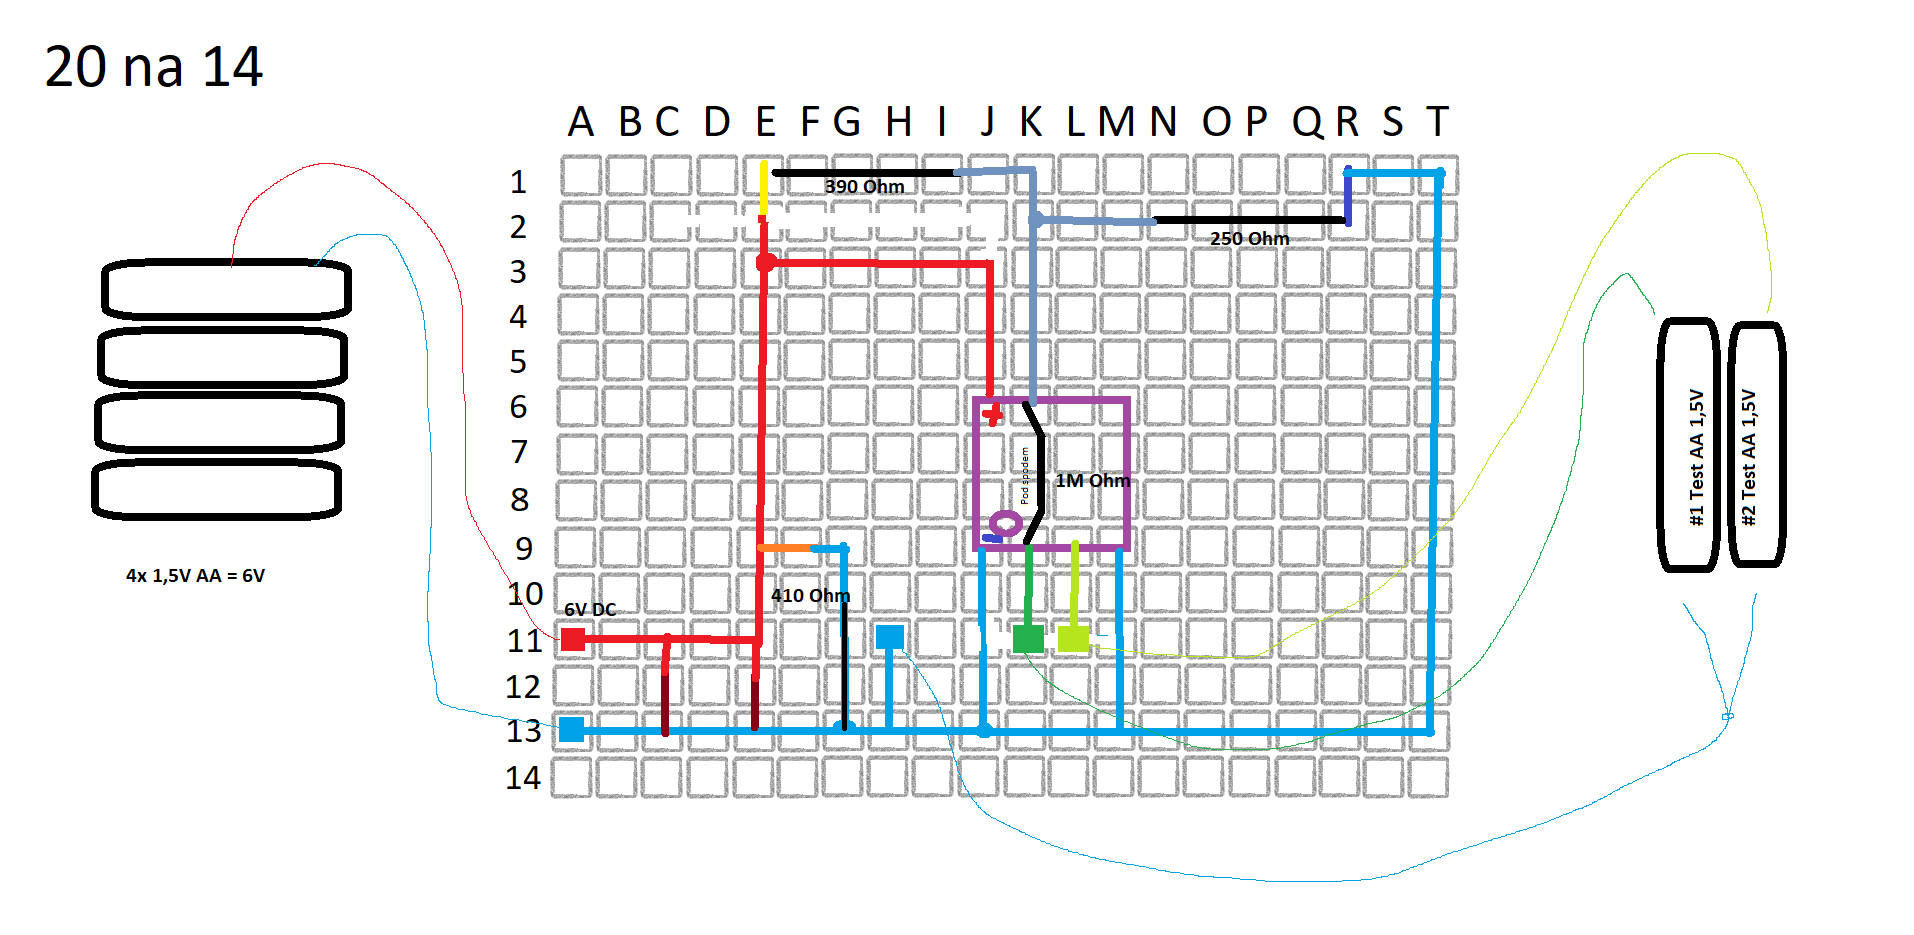 20 na 14
A B C D E F G H I J K L M N O P Q R S T
1
390 Ohm
2
250 Ohm
3
4
5
6
+
7
Pod spodem
1M Ohm
8
9
4x 1,5V AA = 6V
10
410 Ohm
6V DC
11
12
13
14
#1 Test AA 1,5V
#2 Test AA 1,5V